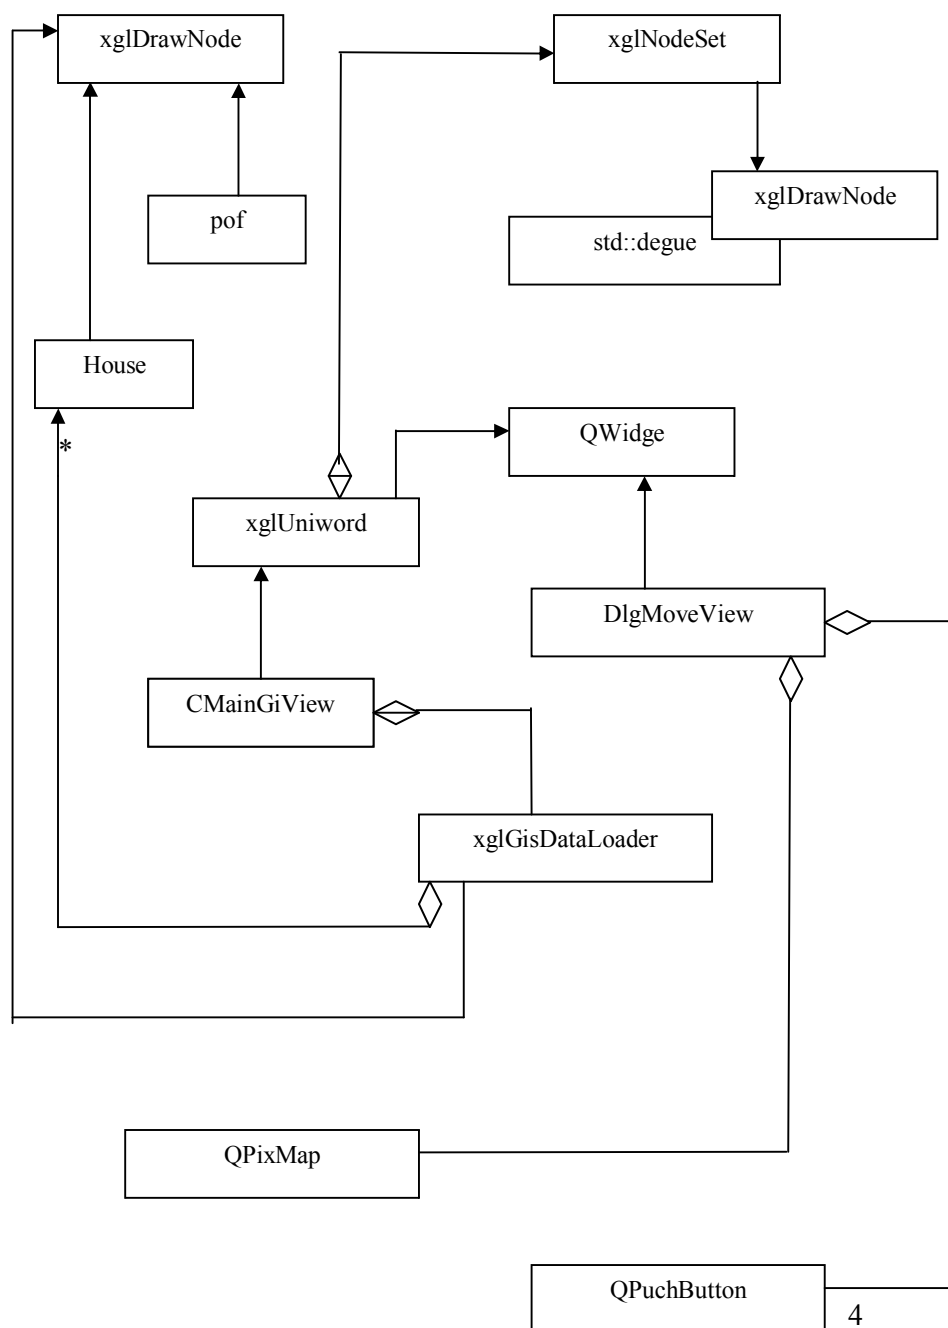 xglDrawNode
xglNodeSet
xglDrawNode
pof
std::degue
House
*
QWidge
xglUniword
DlgMoveView
CMainGiView
xglGisDataLoader
QPixMap
QPuchButton
4